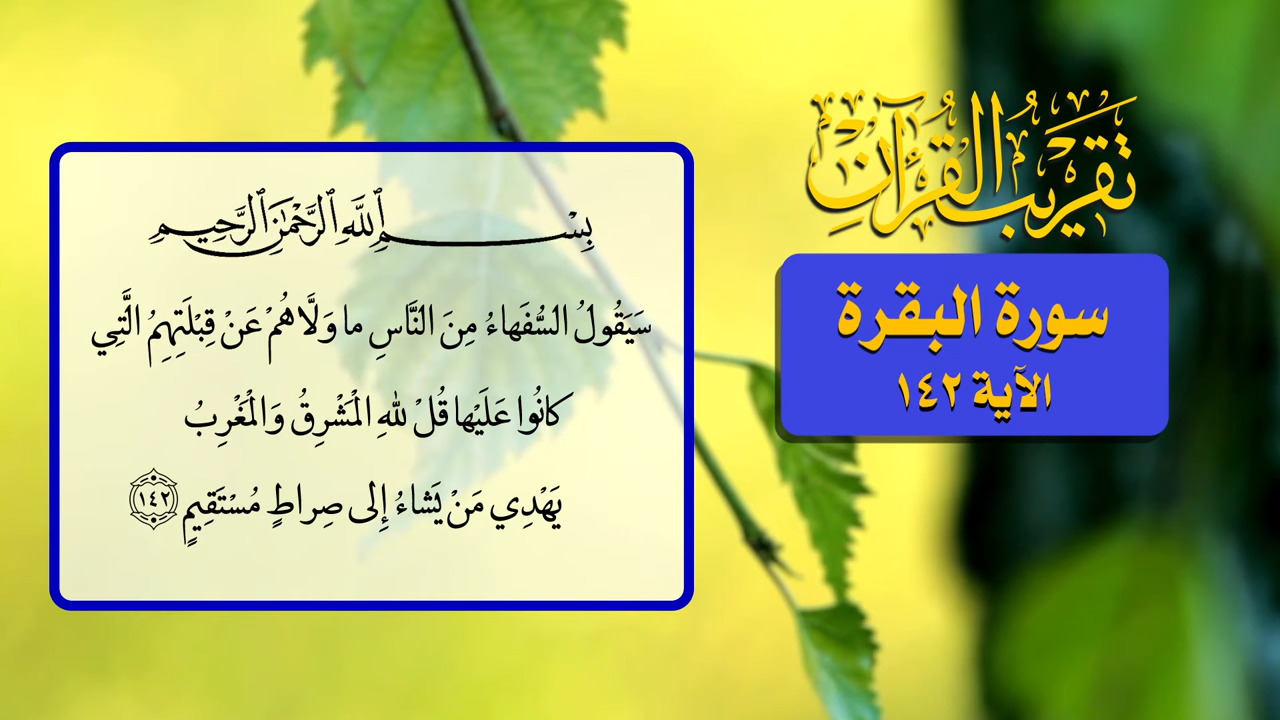 تقريب القرآن
سورة البقرة
الآية ١٤٢
بِسْمِ ٱللَّهِ ٱلرَّحْمَٰنِ ٱلرَّحِيمِ
سَيَقُولُ السُّفَهاءُ مِنَ النَّاسِ ما وَلَّاهُمْ عَنْ قِبْلَتِهِمُ الَّتِي
كانُوا عَلَيْها قُلْ لِلَّهِ الْمَشْرِقُ وَالْمَغْرِبُ
يَهْدِي مَنْ يَشاءُ إِلى صِراطٍ مُسْتَقِيمٍ ١٤٢